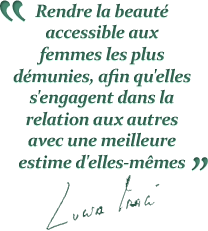 “ Rendre la beauté
accessible aux
femmes les plus
démunies, afin qu'elles
s'engagent dans la
relation aux autres
avec une meilleure
estime d'elles-mêmes ”
Lucia